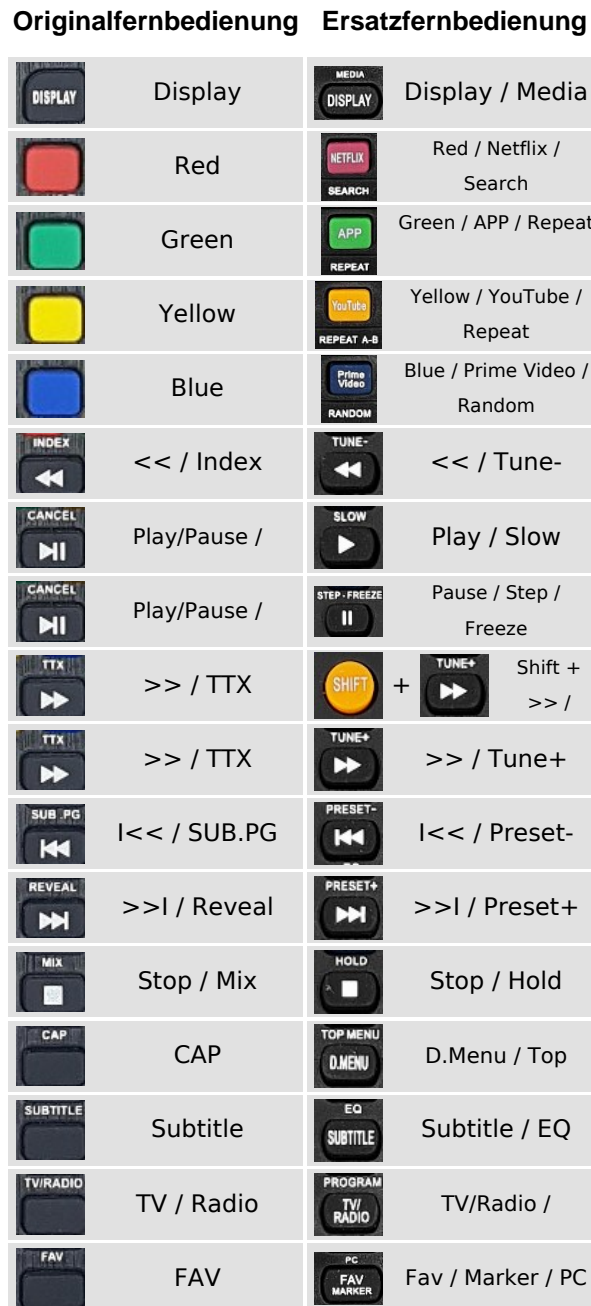 Originalfernbedienung Ersatzfernbedienung
DISPLAY Display MEDIA DISPLAY Display / Media
Red NETFLIX SEARCH Red / Netflix /
Search
Green APP REPEAT Green / APP / Repeat
Yellow YouTube REPEAT A-B Yellow / YouTube /
Repeat
Blue Prime Video RANDOM Blue / Prime Video /
Random
INDEX << / Index TUNE- << / Tune-
CANCEL Play/Pause / SLOW Play / Slow
CANCEL Play/Pause / STEP-FREEZE Pause / Step /
Freeze
TTX >> / TTX SHIFT + TUNE+ Shift +
>> /
TTX >> / TTX TUNE+ >> / Tune+
SUB.PG I<< / SUB.PG PRESET- I<< / Preset-
REVEAL >>I / Reveal PRESET+ >>I / Preset+
MIX Stop / Mix HOLD Stop / Hold
CAP CAP TOP MENU D.MENU D.Menu / Top
SUBTITLE Subtitle EQ SUBTITLE Subtitle / EQ
TV/RADIO TV / Radio PROGRAM TV/ RADIO TV/Radio /
FAV FAV PC FAV MARKER Fav / Marker / PC